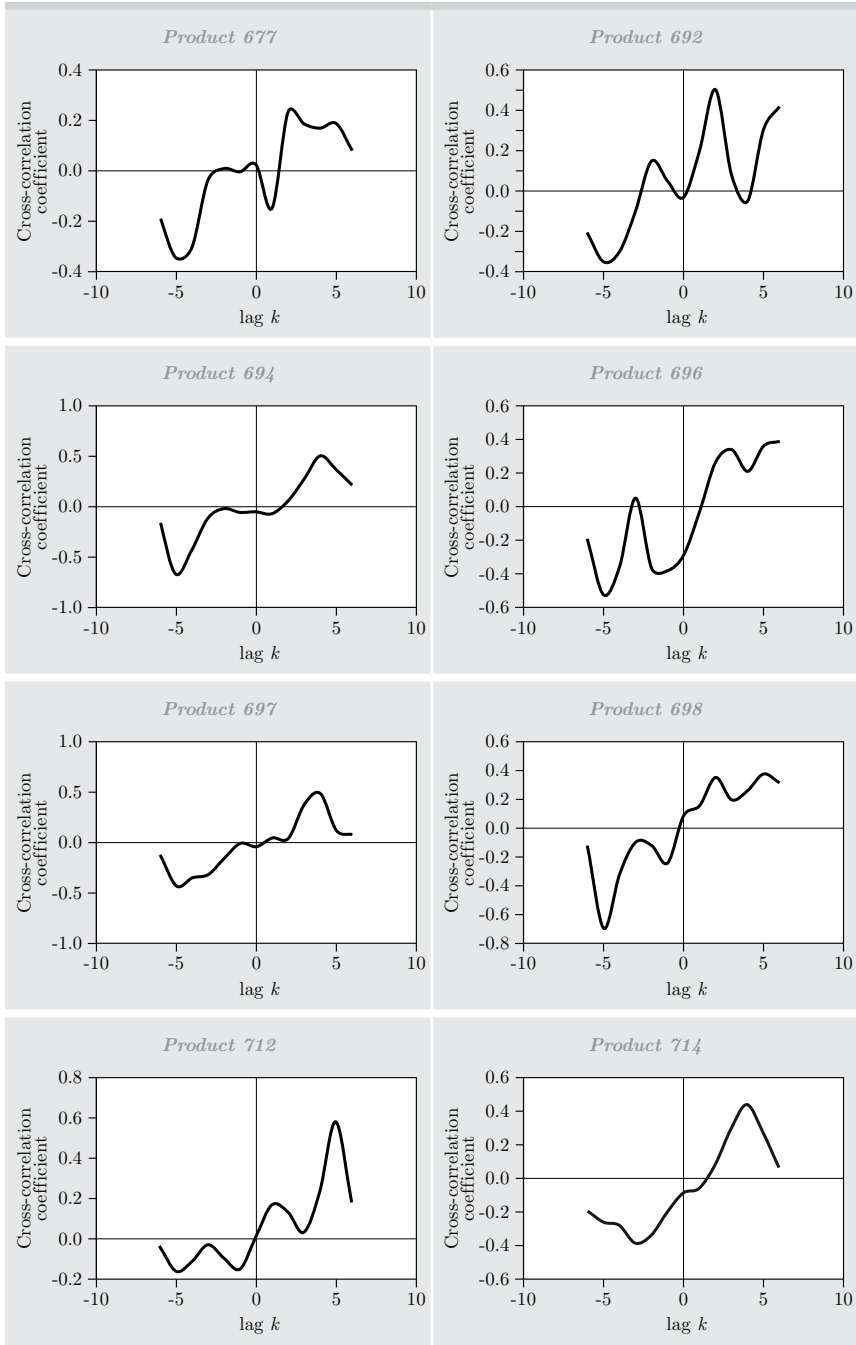 Product 677
Cross-correlation
coefficient
0.4
0.2
0.0
-0.2
-0.4
-10
-5
0
5
10
lag k
Product 692
Cross-correlation
coefficient
0.6
0.4
0.2
0.0
-0.2
-0.4
-10
-5
0
5
10
lag k
Product 694
Cross-correlation
coefficient
1.0
0.5
0.0
-0.5
-1.0
-10
-5
0
5
10
lag k
Product 696
Cross-correlation
coefficient
0.6
0.4
0.2
0.0
-0.2
-0.4
-0.6
-10
-5
0
5
10
lag k
Product 697
Cross-correlation
coefficient
1.0
0.5
0.0
-0.5
-1.0
-10
-5
0
5
10
lag k
Product 698
Cross-correlation
coefficient
0.6
0.4
0.2
0.0
-0.2
-0.4
-0.6
-0.8
-10
-5
0
5
10
lag k
Product 712
Cross-correlation
coefficient
0.8
0.6
0.4
0.2
0.0
-0.2
-10
-5
0
5
10
lag k
Product 714
Cross-correlation
coefficient
0.6
0.4
0.2
0.0
-0.2
-0.4
-0.6
-10
-5
0
5
10
lag k